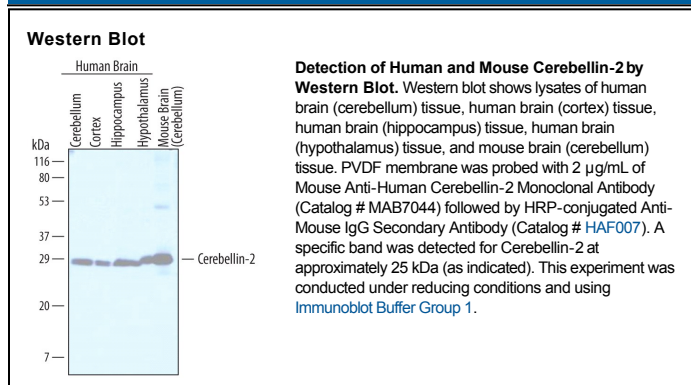 Western Blot
Human Brain
Cerebellum
Cortex
Hippocampus
Hypothalamus
Mouse Brain
(Cerebellum)
kDa
116
80
53
37
29
20
7
Cerebellin-2
Detection of Human and Mouse Cerebellin-2 by
Western Blot. Western blot shows lysates of human
brain (cerebellum) tissue, human brain (cortex) tissue,
human brain (hippocampus) tissue, human brain
(hypothalamus) tissue, and mouse brain (cerebellum)
tissue. PVDF membrane was probed with 2 µg/mL of
Mouse Anti-Human Cerebellin-2 Monoclonal Antibody
(Catalog # MAB7044) followed by HRP-conjugated Anti-
Mouse IgG Secondary Antibody (Catalog # HAF007). A
specific band was detected for Cerebellin-2 at
approximately 25 kDa (as indicated). This experiment was
conducted under reducing conditions and using
Immunoblot Buffer Group 1.